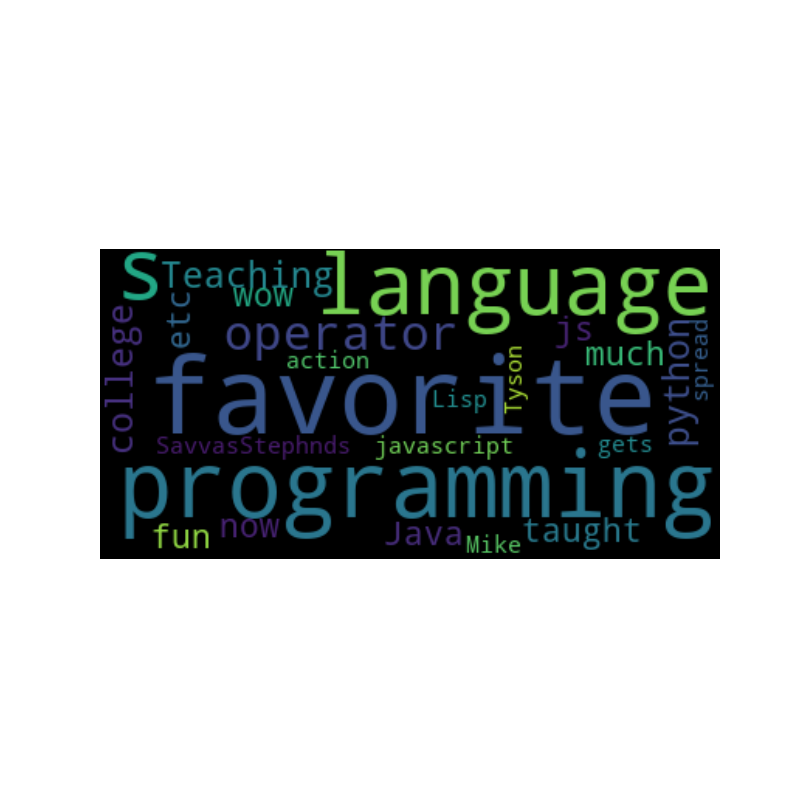 s
Teaching
language
wow
etc
college
operator
js
much
python
spread
action
favorite
Lisp
Tyson
SavvasStephnds
javascript
gets
programming
fun
now
Java
Mike
taught